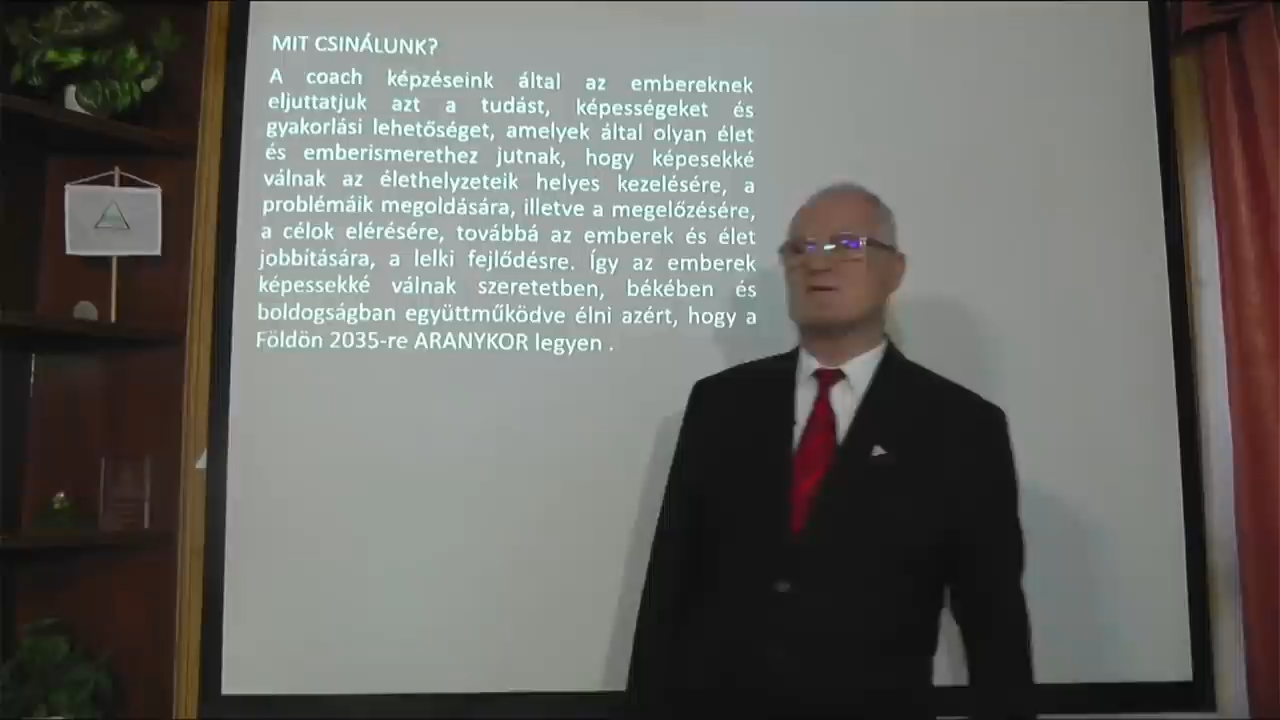 MIT CSINÁLUNK?
A coach képzéseink által az embereknek
eljuttatjuk azt a tudást, képességeket és
gyakorlási lehetőséget, amelyek által olyan élet
és emberismerethez jutnak, hogy képesekké
válnak az élethelyzeteik helyes kezelésére, a
problémáik megoldására, illetve a megelőzésére,
a célok elérésére, továbbá az emberek és élet
jobbítására, a lelki fejlődésre. Így az emberek
képessekké válnak szeretetben, békében és
boldogságban együttműködve élni azért, hogy a
Földön 2035-re ARANYKOR legyen .